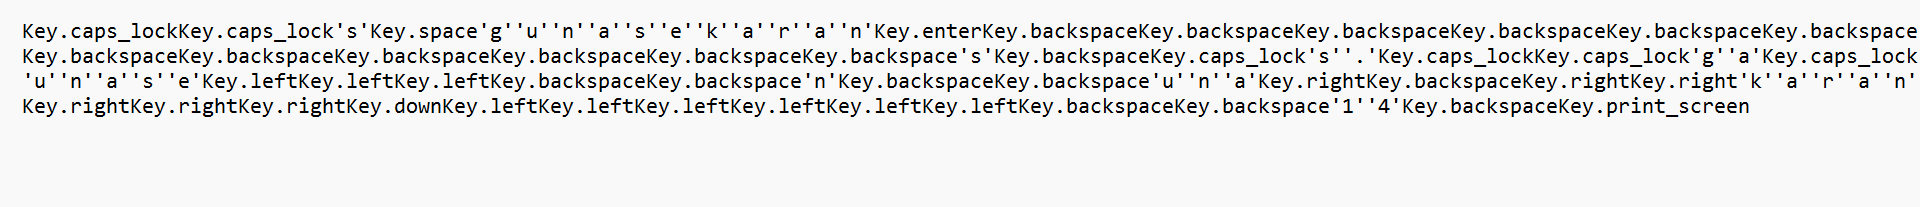 Key.caps_lockKey.caps_lock's'Key.space'g''u''n''a''s''e''k''a''r''a''n'Key.enterKey.backspaceKey.backspaceKey.backspaceKey.backspaceKey.backspaceKey.backspace
Key.backspaceKey.backspaceKey.backspaceKey.backspaceKey.backspaceKey.backspace's'Key.backspaceKey.caps_lock's''.'Key.caps_lockKey.caps_lock'g''a'Key.caps_lock
'u''n''a''s''e'Key.leftKey.leftKey.leftKey.backspaceKey.backspace'n'Key.backspaceKey.backspace'u''n''a'Key.rightKey.backspaceKey.rightKey.right'k''a''r''a''n'
Key.rightKey.rightKey.rightKey.downKey.leftKey.leftKey.leftKey.leftKey.leftKey.leftKey.backspaceKey.backspace'1''4'Key.backspaceKey.print_screen